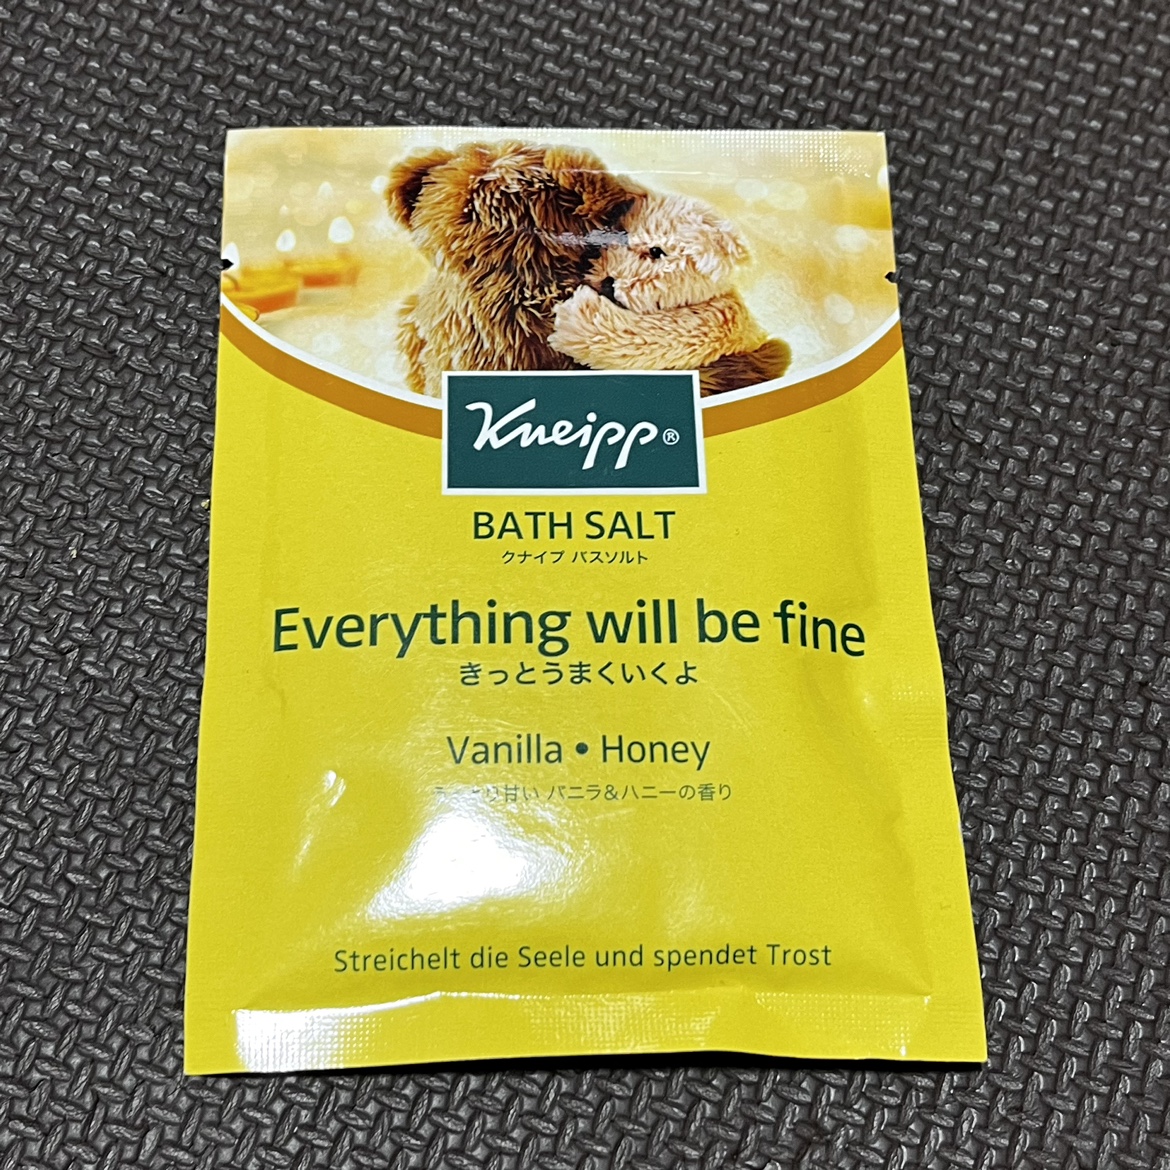 Kneipp®
BATH SALT
クナイプ バスソルト
Everything will be fine
きっとうまくいくよ
Vanilla • Honey
甘い バニラ&ハニーの香り
Streichelt die Seele und spendet Trost